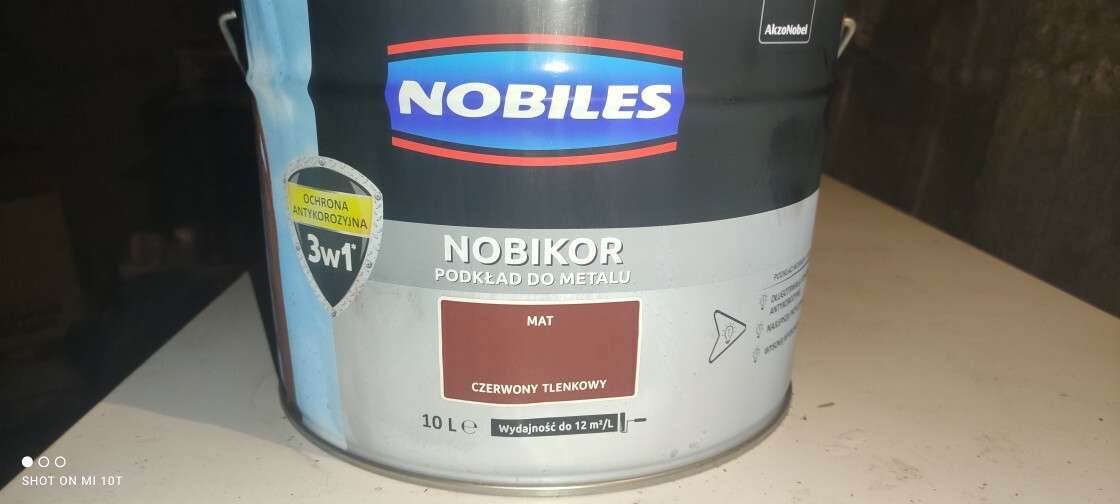 AkzoNobel
NOBILES
OCHRONA
ANTYKOROZYJNA
3w1*
NOBIKOR
PODKŁAD DO METALU
MAT
CZERWONY TLENKOWY
10 L ℮
Wydajność do 12 m²/L
PODKŁAD
SHOT ON MI 10T